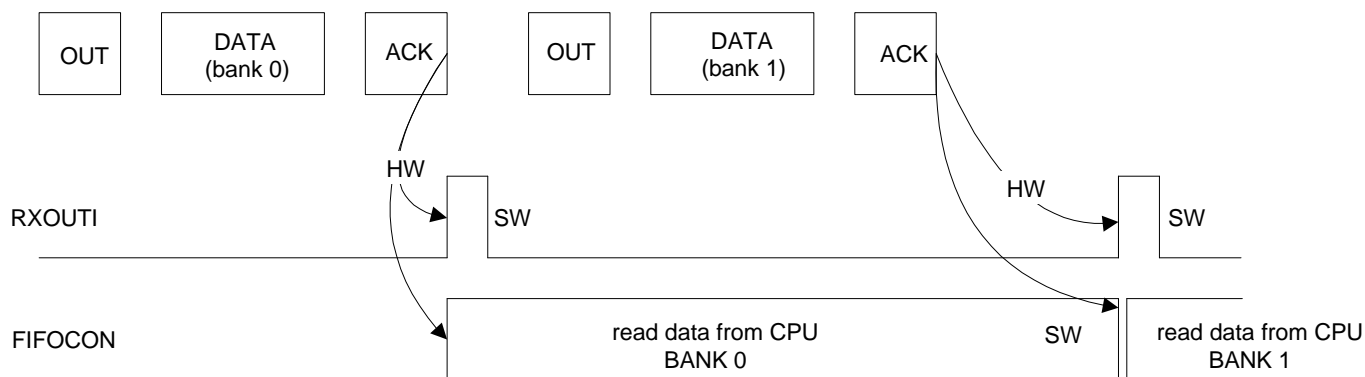 OUT
DATA
(bank 0)
ACK
OUT
DATA
(bank 1)
ACK
HW
HW
RXOUTI
SW
SW
FIFOCON
read data from CPU
BANK 0
SW
read data from CPU
BANK 1